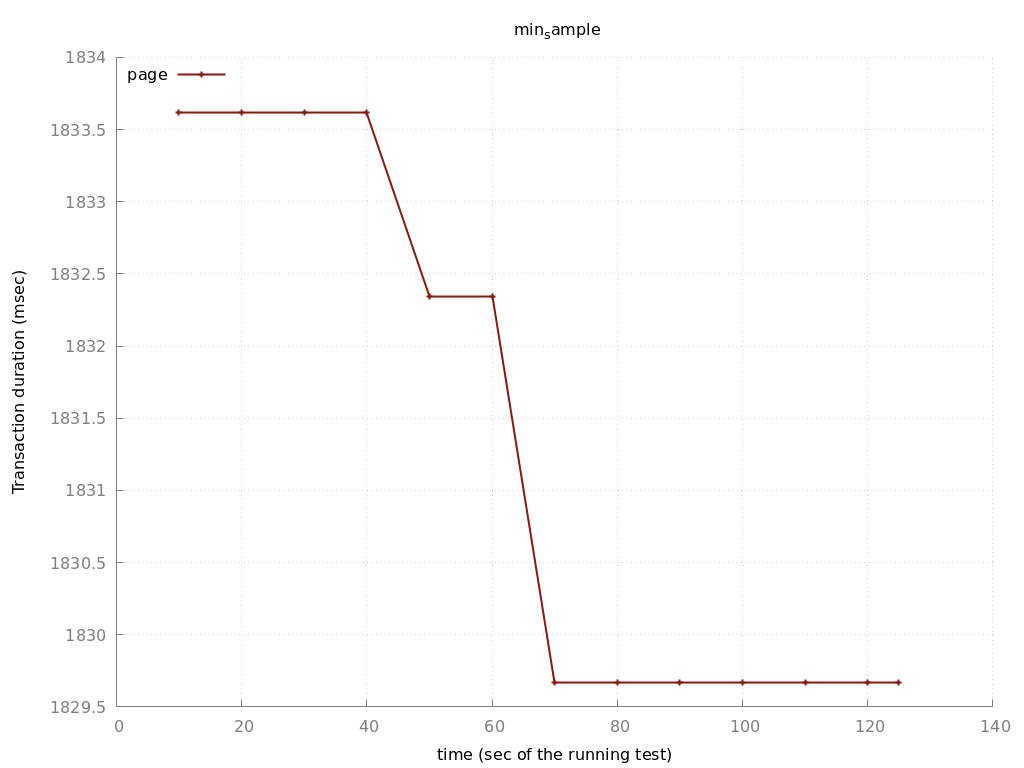 min_sample
1834
page
1833.5
1833
1832.5
1832
1831.5
1831
1830.5
1830
1829.5
0 20 40 60 80 100 120 140
Transaction duration (msec)
time (sec of the running test)